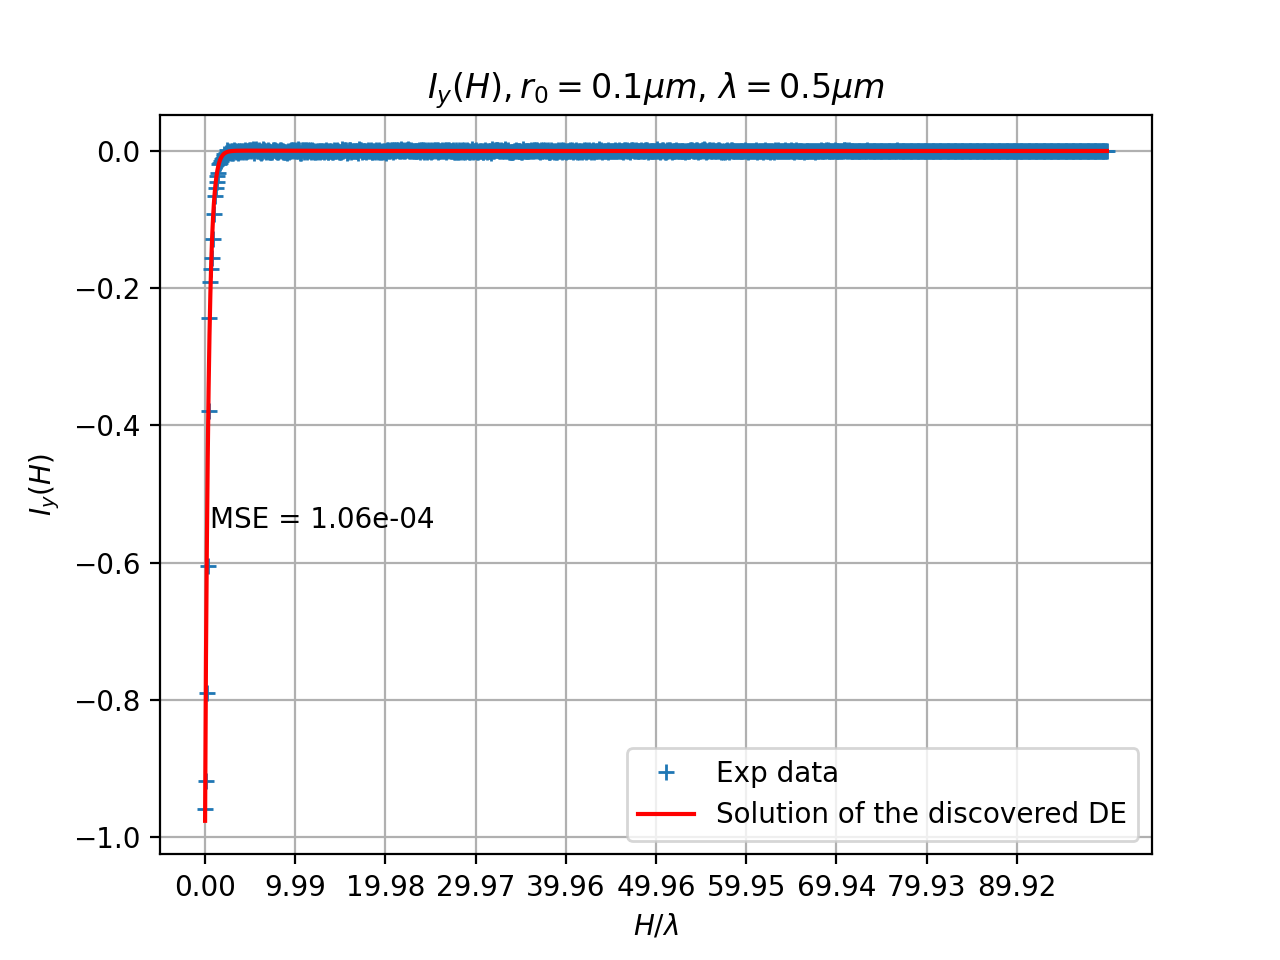 I_y(H), r_0 = 0.1μm, λ = 0.5μm
0.0
−0.2
−0.4
−0.6
−0.8
−1.0
I_y(H)
MSE = 1.06e-04
Exp data
Solution of the discovered DE
0.00 9.99 19.98 29.97 39.96 49.96 59.95 69.94 79.93 89.92
H/λ